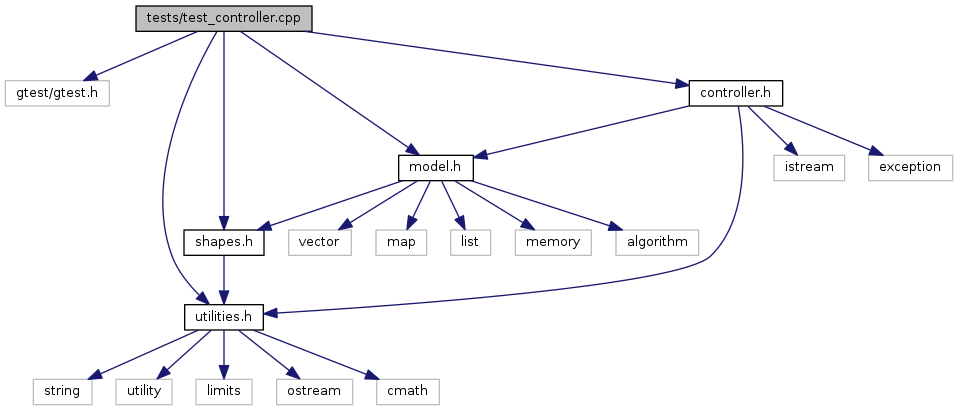 tests/test_controller.cpp
gtest/gtest.h
controller.h
model.h
istream
exception
shapes.h
vector
map
list
memory
algorithm
utilities.h
string
utility
limits
ostream
cmath